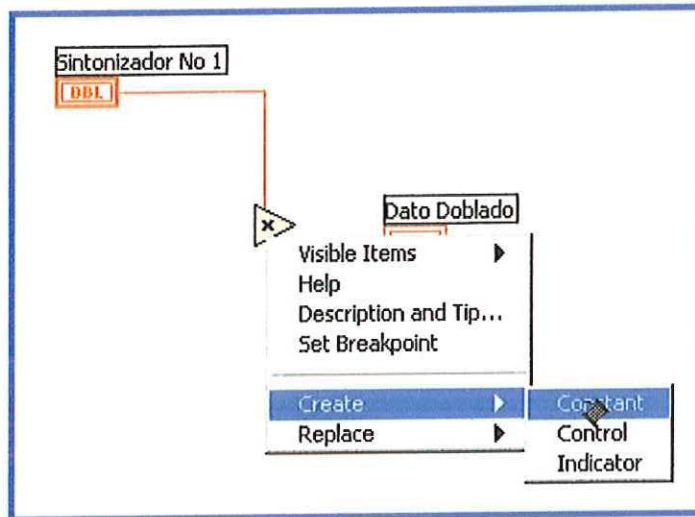 Sintonizador No 1
DBL
x
Dato Doblado
Visible Items
Help
Description and Tip...
Set Breakpoint
Create
Replace
Constant
Control
Indicator